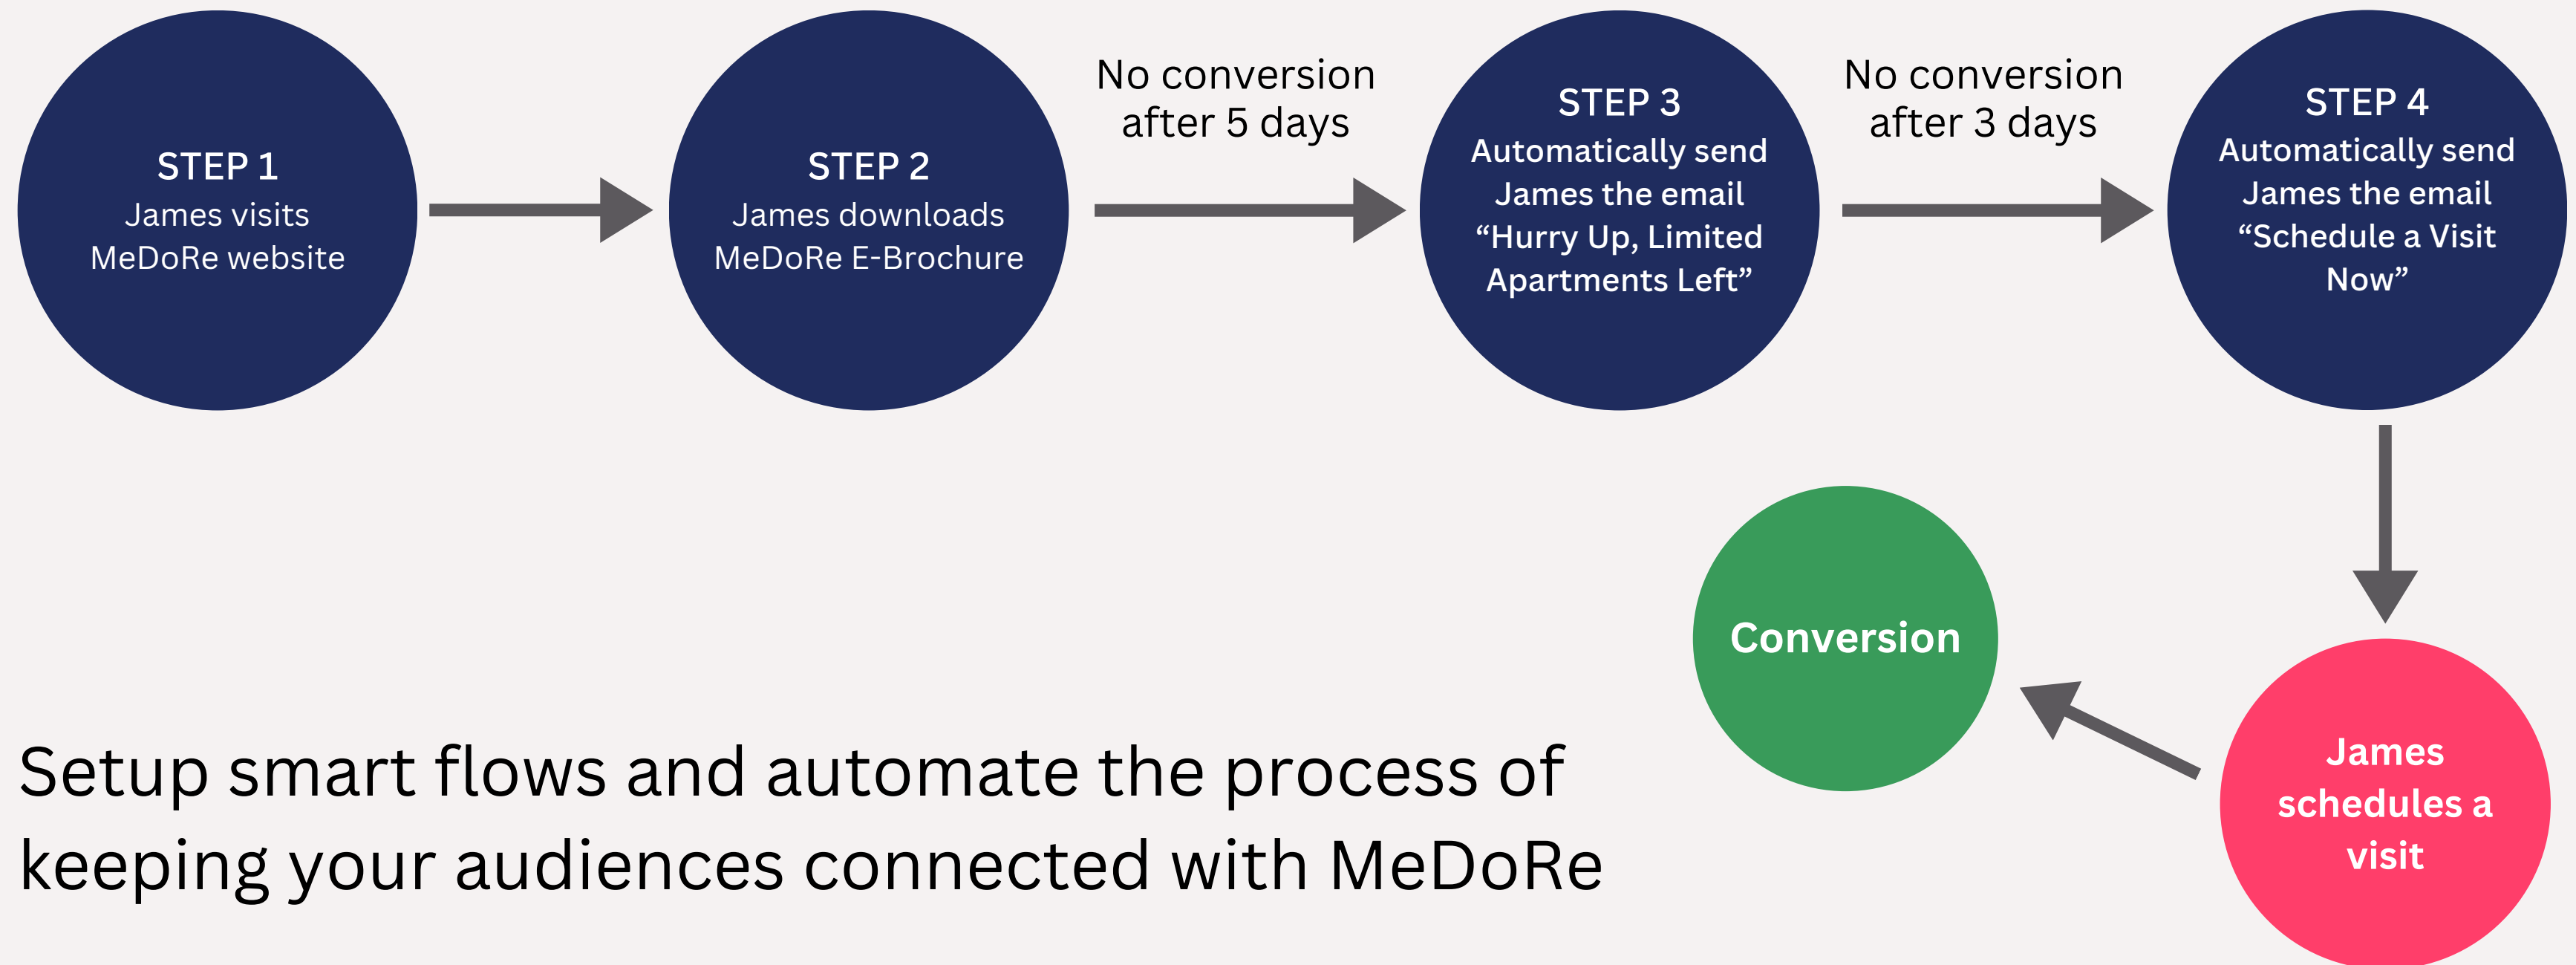 STEP 1
James visits
MeDoRe website
STEP 2
James downloads
MeDoRe E-Brochure
No conversion
after 5 days
STEP 3
Automatically send
James the email
“Hurry Up, Limited
Apartments Left”
No conversion
after 3 days
STEP 4
Automatically send
James the email
“Schedule a Visit
Now”
Conversion
James
schedules a
visit
Setup smart flows and automate the process of
keeping your audiences connected with MeDoRe